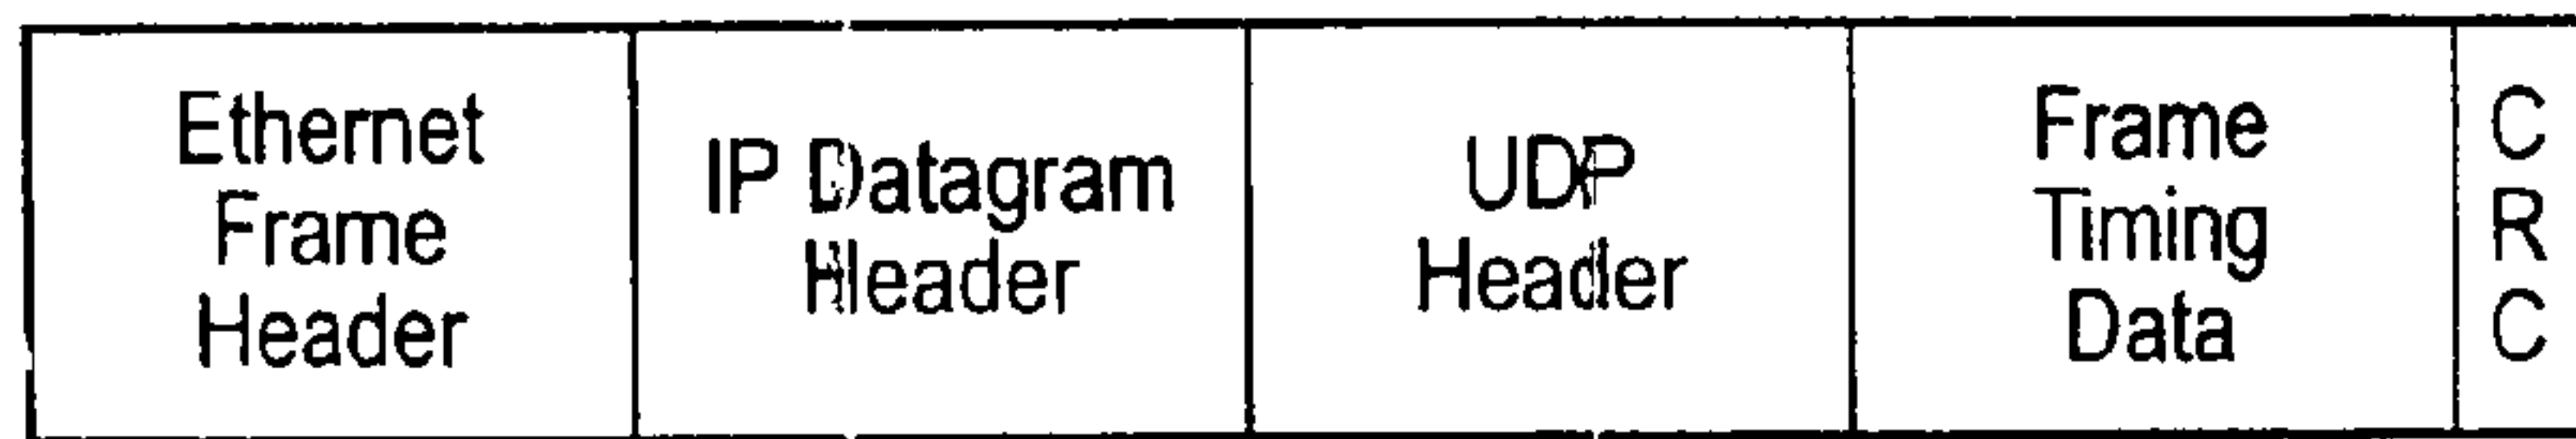 Ethernet
Frame
Header
IP Datagram
Header
UDP
Header
Frame
Timing
Data
C
R
C